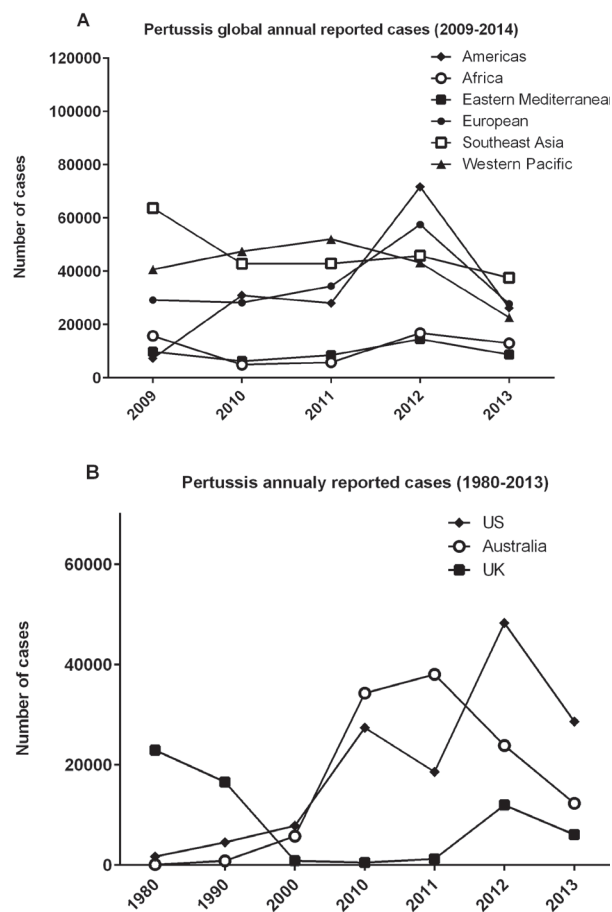 A
Pertussis global annual reported cases (2009-2014)
Americas
Africa
Eastern Mediterranean
European
Southeast Asia
Western Pacific
Number of cases
120000
100000
80000
60000
40000
20000
0
2009
2010
2011
2012
2013
B
Pertussis annualy reported cases (1980-2013)
US
Australia
UK
Number of cases
60000
40000
20000
0
1980
1990
2000
2010
2011
2012
2013